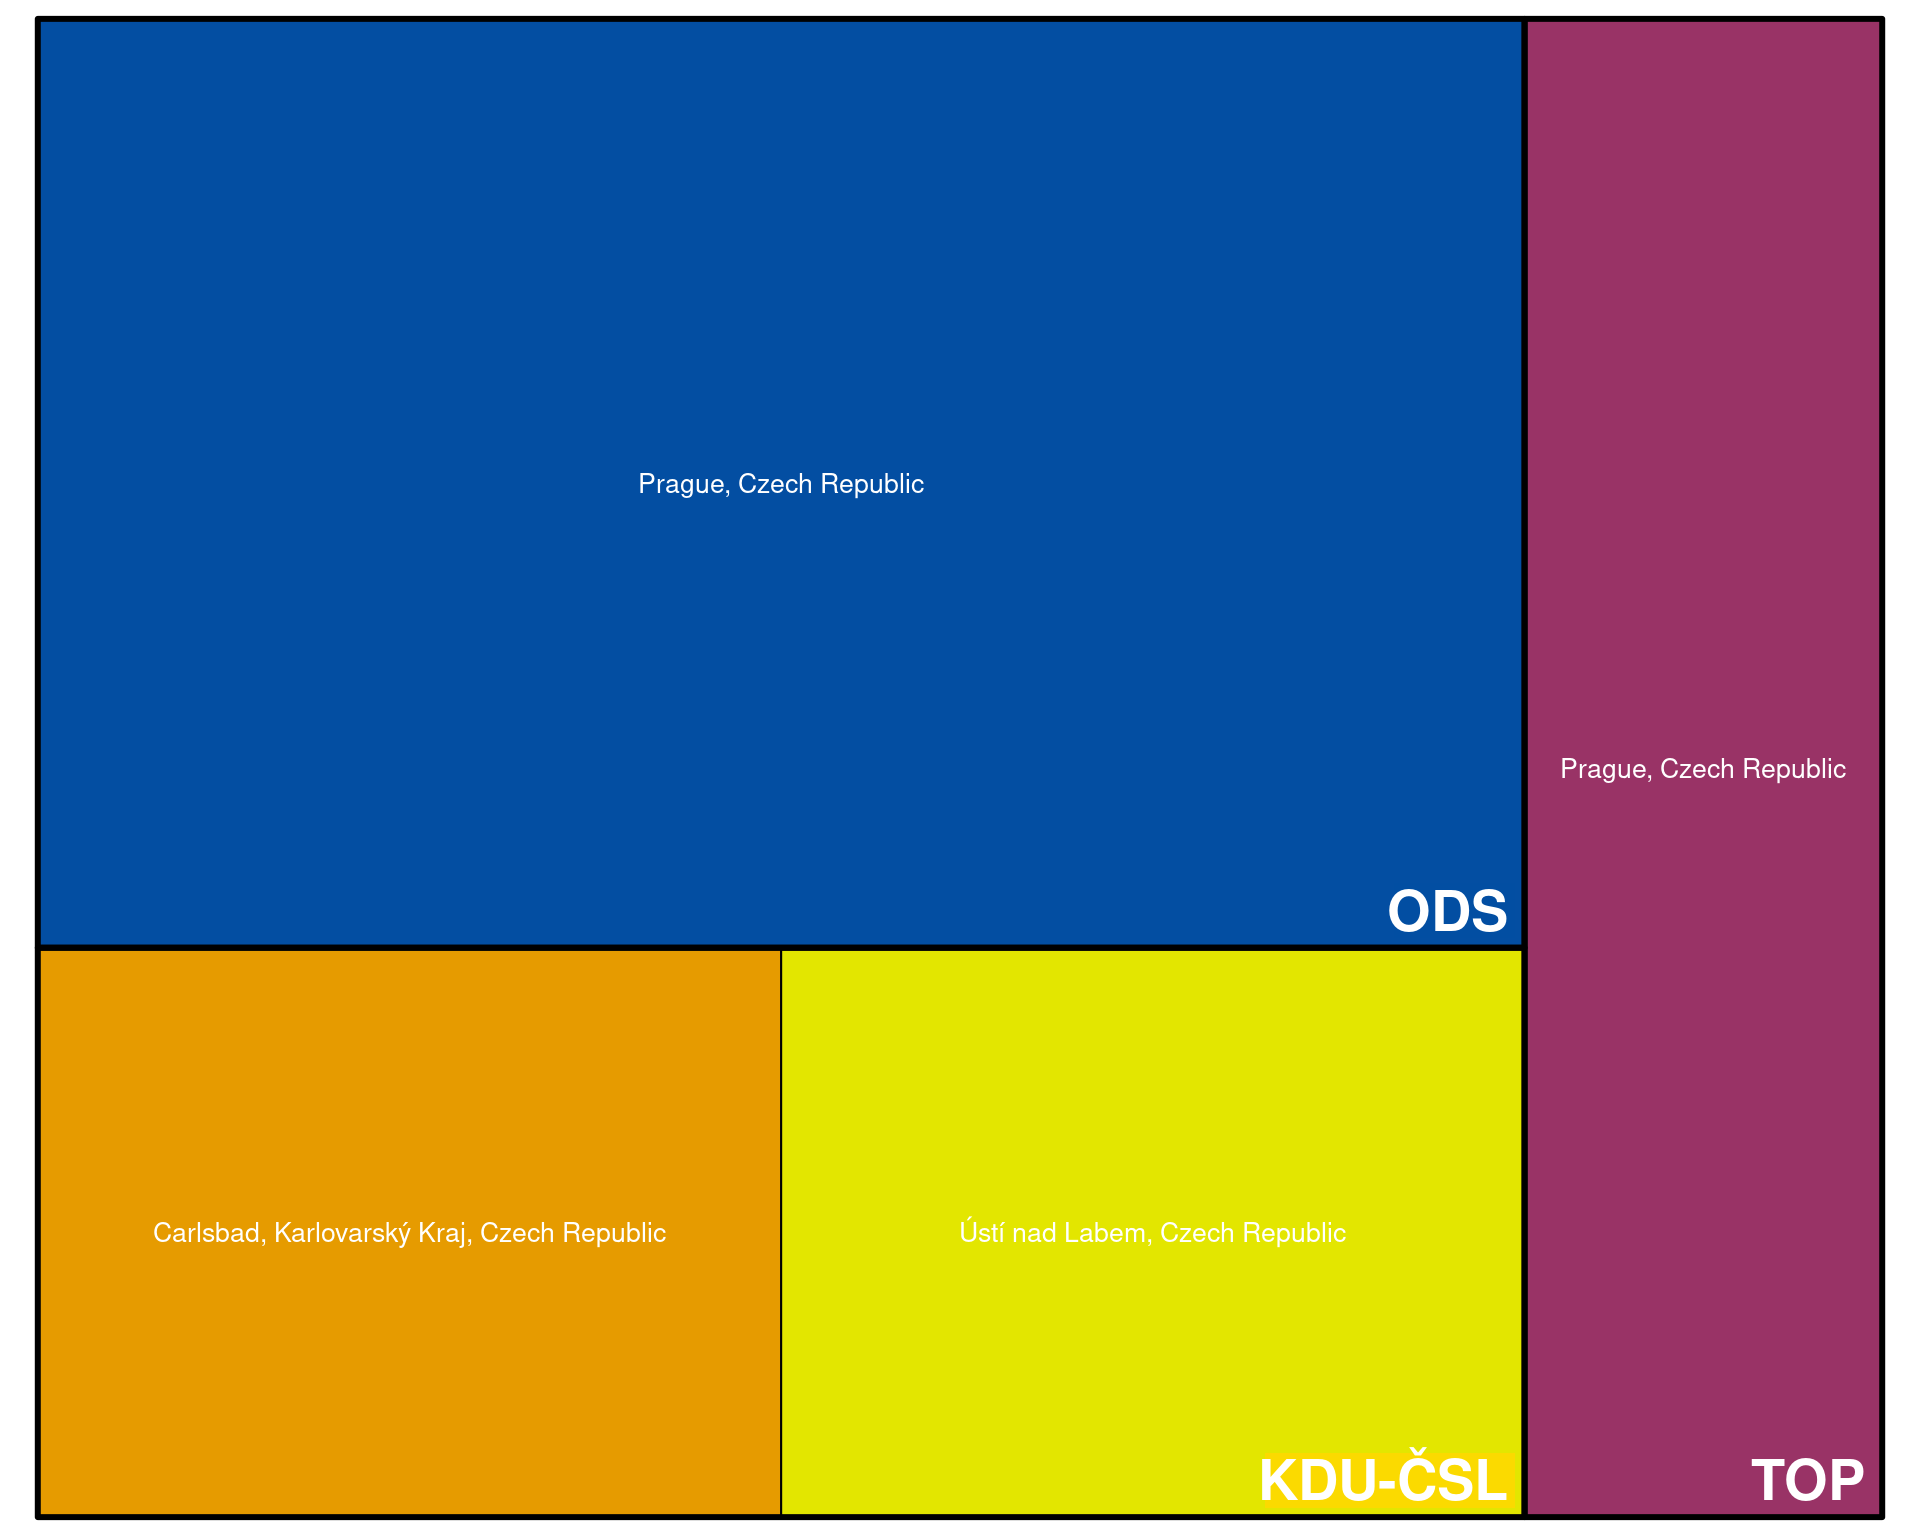 Prague, Czech Republic
ODS
Prague, Czech Republic
Carlsbad, Karlovarský Kraj, Czech Republic
Ústí nad Labem, Czech Republic
KDU-ČSL
TOP